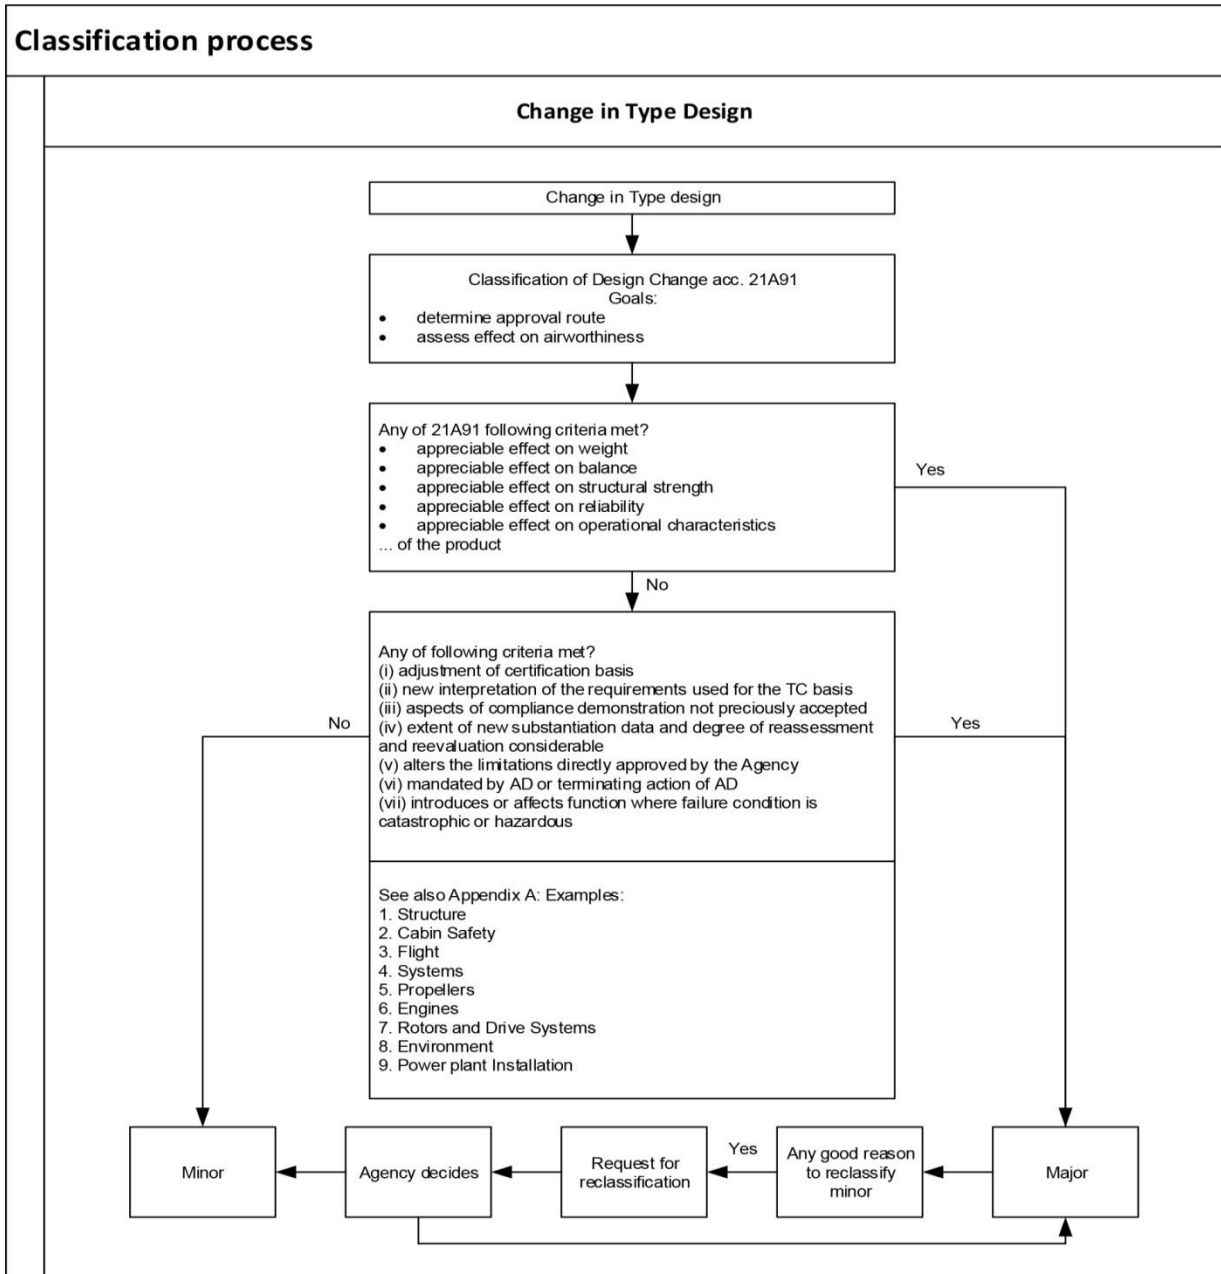 Classification process
Change in Type Design
Change in Type design
Classification of Design Change acc. 21A91
Goals:
• determine approval route
• assess effect on airworthiness
Any of 21A91 following criteria met?
• appreciable effect on weight
• appreciable effect on balance
• appreciable effect on structural strength
• appreciable effect on reliability
• appreciable effect on operational characteristics
... of the product
Yes
No
Any of following criteria met?
(i) adjustment of certification basis
(ii) new interpretation of the requirements used for the TC basis
(iii) aspects of compliance demonstration not preciously accepted
(iv) extent of new substantiation data and degree of reassessment
and reevaluation considerable
(v) alters the limitations directly approved by the Agency
(vi) mandated by AD or terminating action of AD
(vii) introduces or affects function where failure condition is
catastrophic or hazardous
No
Yes
See also Appendix A: Examples:
1. Structure
2. Cabin Safety
3. Flight
4. Systems
5. Propellers
6. Engines
7. Rotors and Drive Systems
8. Environment
9. Power plant Installation
Minor
Agency decides
Request for
reclassification
Yes
Any good reason
to reclassify
minor
Major